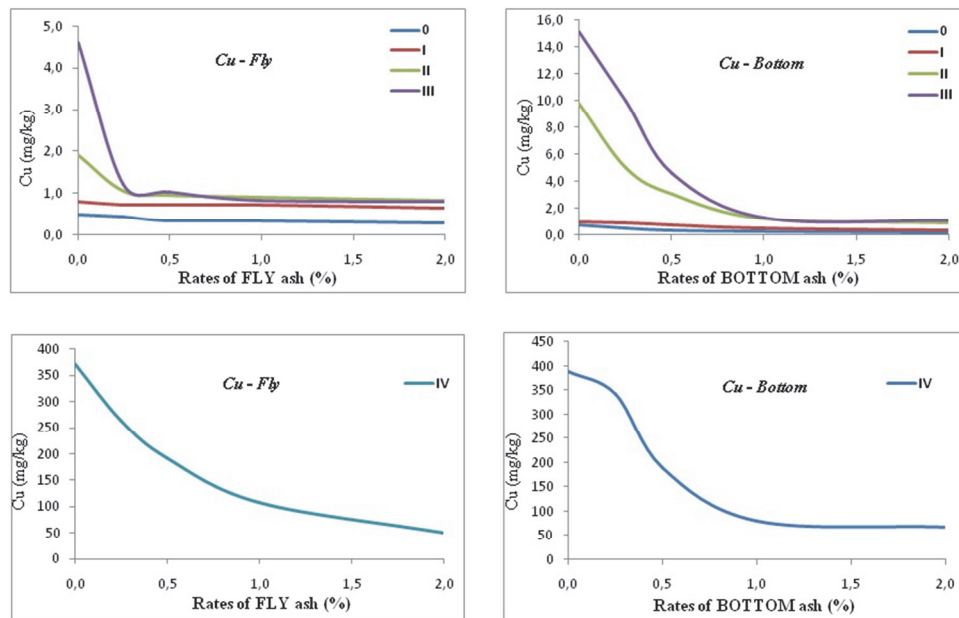 5,0
4,0
3,0
2,0
1,0
0,0
Cu (mg/kg)
Cu - Fly
0
I
II
III
0,0 0,5 1,0 1,5 2,0
Rates of FLY ash (%)
16,0
14,0
12,0
10,0
8,0
6,0
4,0
2,0
0,0
Cu (mg/kg)
Cu - Bottom
0
I
II
III
0,0 0,5 1,0 1,5 2,0
Rates of BOTTOM ash (%)
400
350
300
250
200
150
100
50
0
Cu (mg/kg)
Cu - Fly
IV
0,0 0,5 1,0 1,5 2,0
Rates of FLY ash (%)
450
400
350
300
250
200
150
100
50
0
Cu (mg/kg)
Cu - Bottom
IV
0,0 0,5 1,0 1,5 2,0
Rates of BOTTOM ash (%)